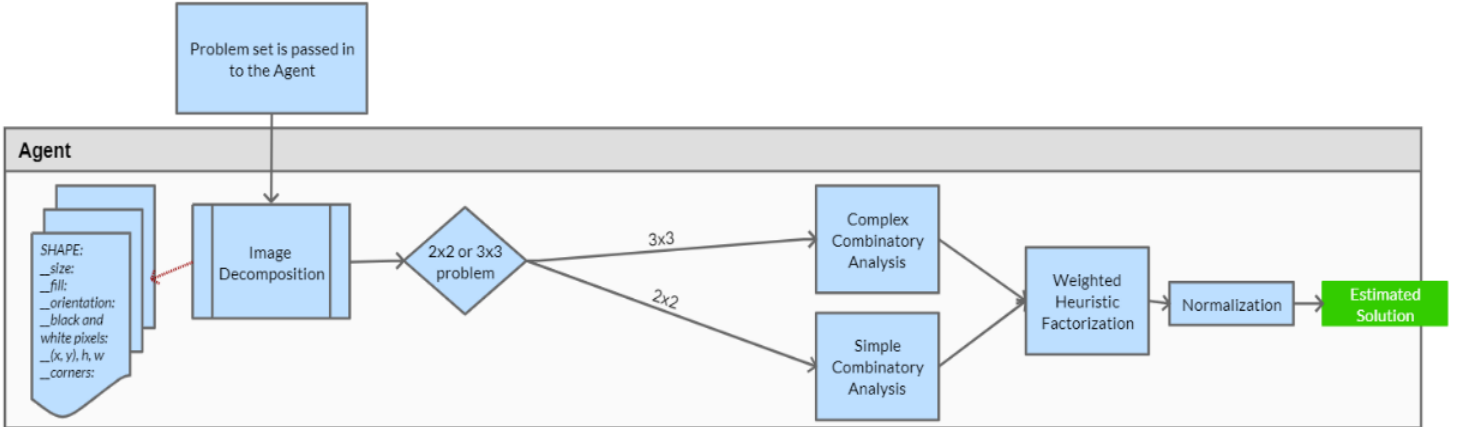 Problem set is passed in
to the Agent
Agent
SHAPE:
__size:
__fill:
__orientation:
__black and
white pixels:
__(x, y), h, w
__corners:
Image
Decomposition
2x2 or 3x3
problem
3x3
2x2
Complex
Combinatory
Analysis
Simple
Combinatory
Analysis
Weighted
Heuristic
Factorization
Normalization
Estimated
Solution